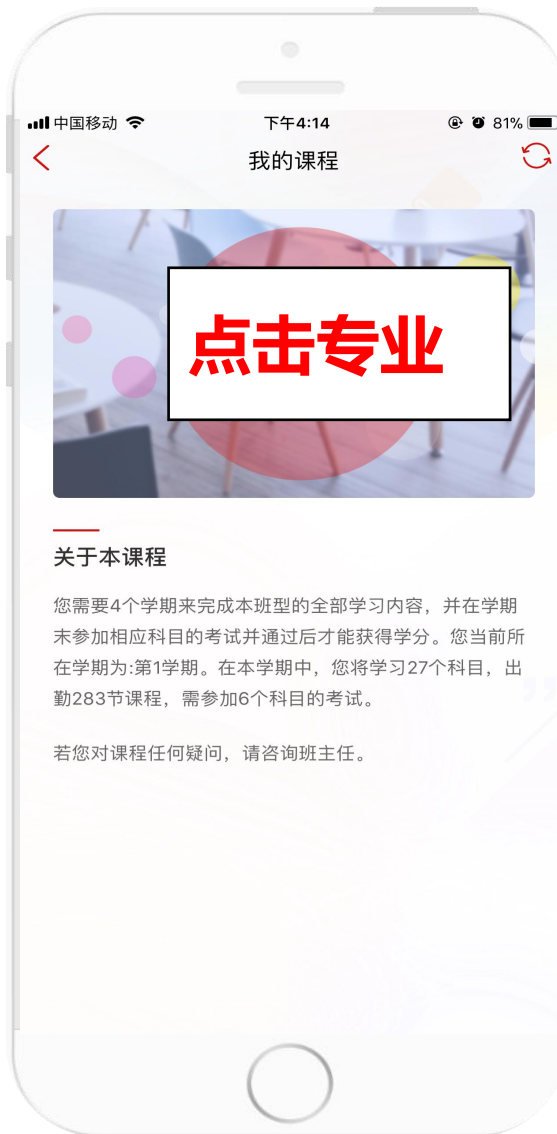 中国移动 下午4:14 81%
我的课程
点击专业
关于本课程
您需要4个学期来完成本班型的全部学习内容，并在学期
末参加相应科目的考试并通过后才能获得学分。您当前所
在学期为:第1学期。在本学期中，您将学习27个科目，出
勤283节课程，需参加6个科目的考试。
若您对课程任何疑问，请咨询班主任。